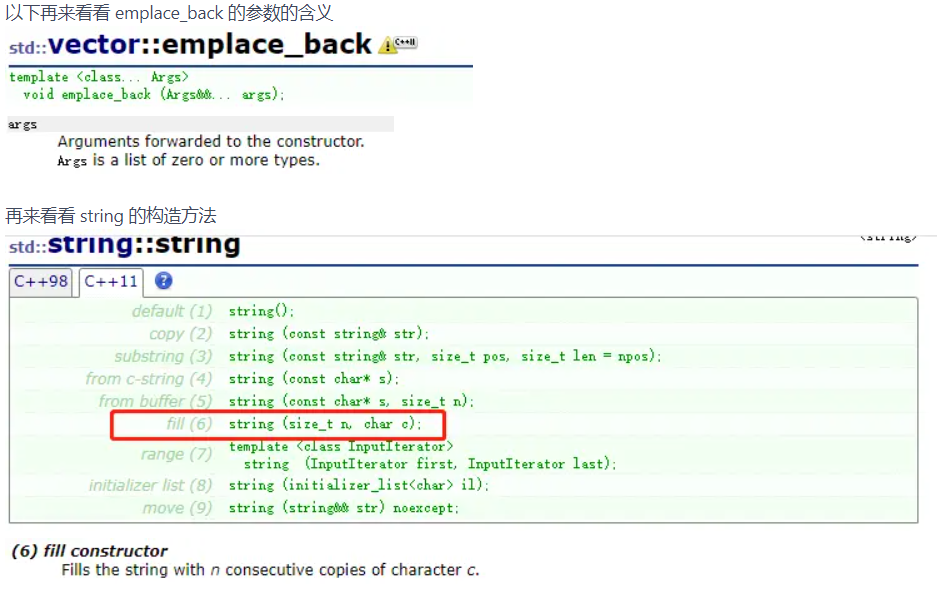 以下再来看看 emplace_back 的参数的含义
std::vector::emplace_back C++11
template <class... Args>
void emplace_back (Args&&... args);
args
Arguments forwarded to the constructor.
Args is a list of zero or more types.
再来看看 string 的构造方法
std::string::string <string>
C++98 C++11 ?
default (1) string();
copy (2) string (const string& str);
substring (3) string (const string& str, size_t pos, size_t len = npos);
from c-string (4) string (const char* s);
from buffer (5) string (const char* s, size_t n);
fill (6) string (size_t n, char c);
range (7) template <class InputIterator>
string (InputIterator first, InputIterator last);
initializer list (8) string (initializer_list<char> il);
move (9) string (string&& str) noexcept;
(6) fill constructor
Fills the string with n consecutive copies of character c.